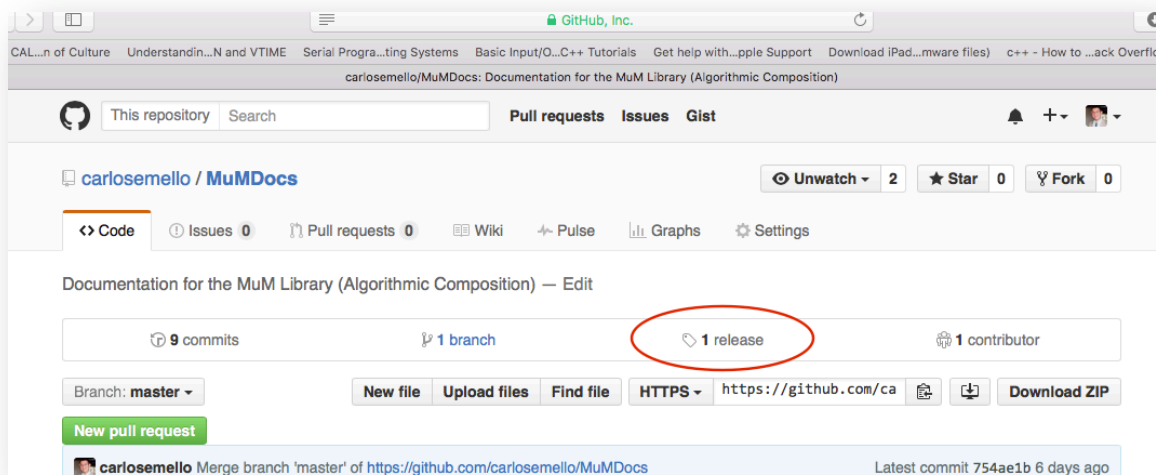 GitHub, Inc.
CAL...n of Culture Understandin...N and VTIME Serial Progra...ting Systems Basic Input/O...C++ Tutorials Get help with...pple Support Download iPad...mware files) c++ - How to ...ack Overflo
carlosemello/MuMDocs: Documentation for the MuM Library (Algorithmic Composition)
This repository Search Pull requests Issues Gist
carlosemello / MuMDocs Unwatch 2 Star 0 Fork 0
Code Issues 0 Pull requests 0 Wiki Pulse Graphs Settings
Documentation for the MuM Library (Algorithmic Composition) — Edit
9 commits 1 branch 1 release 1 contributor
Branch: master New file Upload files Find file HTTPS https://github.com/ca Download ZIP
New pull request
carlosemello Merge branch 'master' of https://github.com/carlosemello/MuMDocs Latest commit 754ae1b 6 days ago